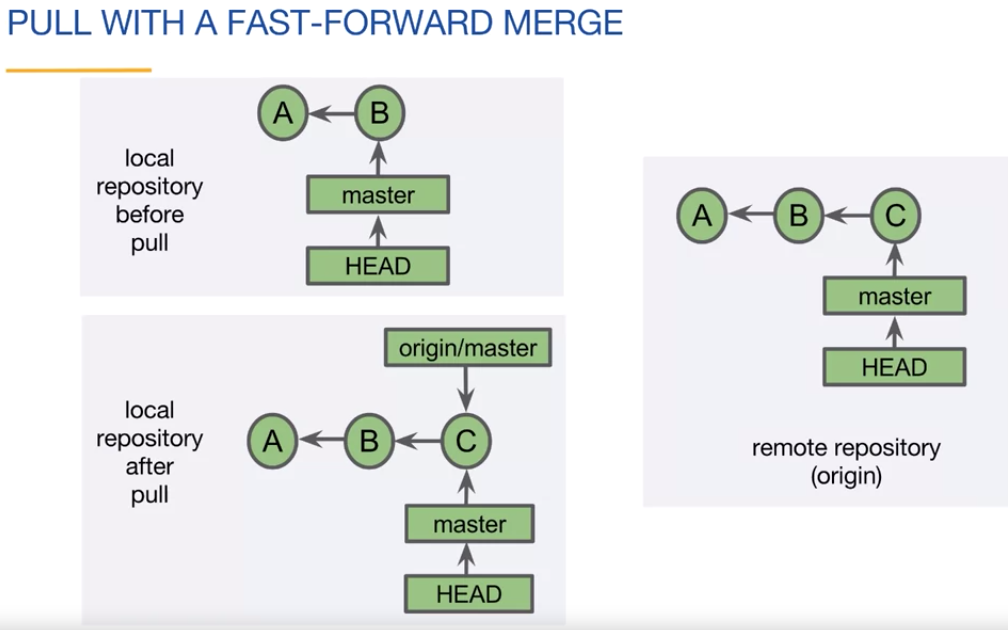 PULL WITH A FAST-FORWARD MERGE
local
repository
before
pull
A
B
master
HEAD
local
repository
after
pull
origin/master
A
B
C
master
HEAD
A
B
C
master
HEAD
remote repository
(origin)